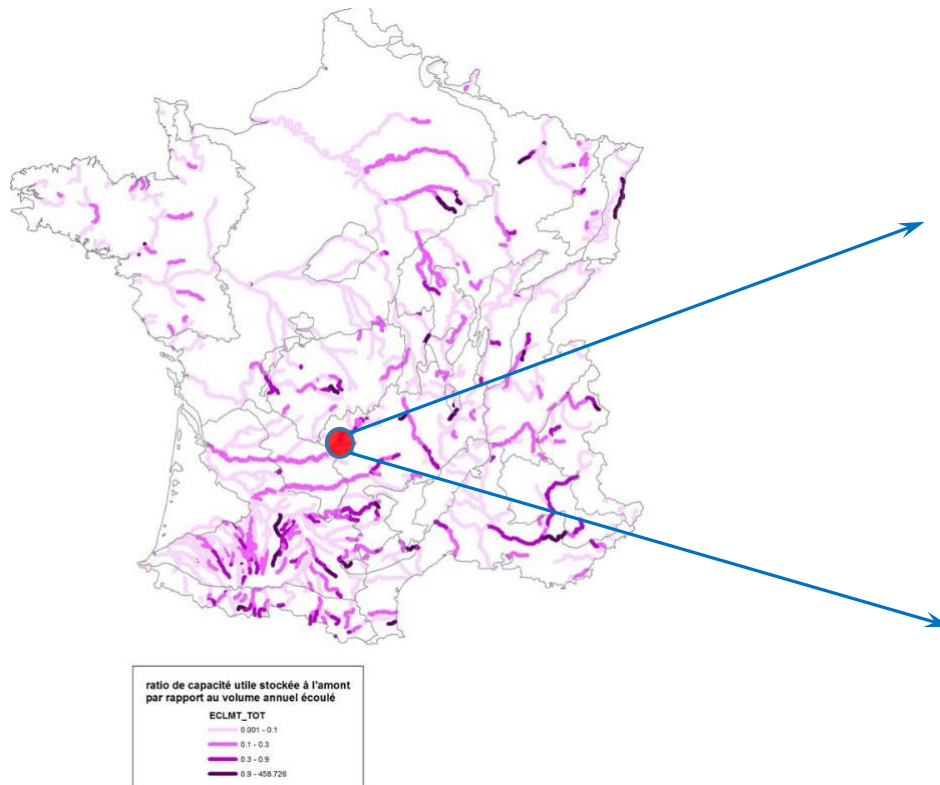 ratio de capacité utile stockée à l'amont
par rapport au volume annuel écoulé
ECLMT_TOT
0.001 - 0.1
0.1 - 0.3
0.3 - 0.9
0.9 - 458.726